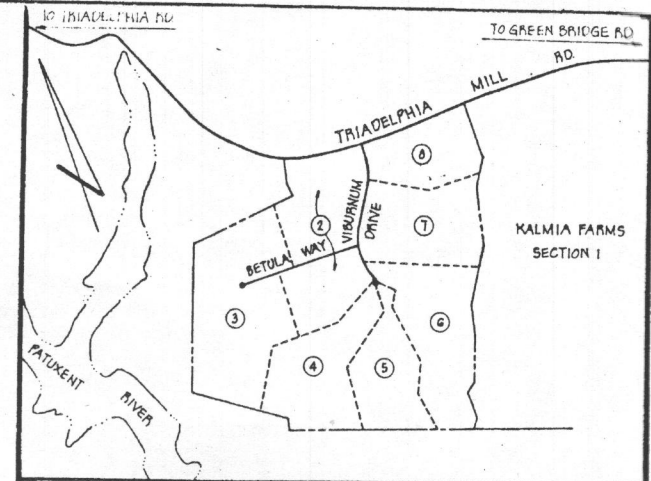 TO TRIADELPHIA RD
TO GREEN BRIDGE RD
TRIADELPHIA MILL RD.
8
2
VIBURNUM DRIVE
7
KALMIA FARMS
SECTION 1
BETULA WAY
3
6
4
5
PATUXENT RIVER